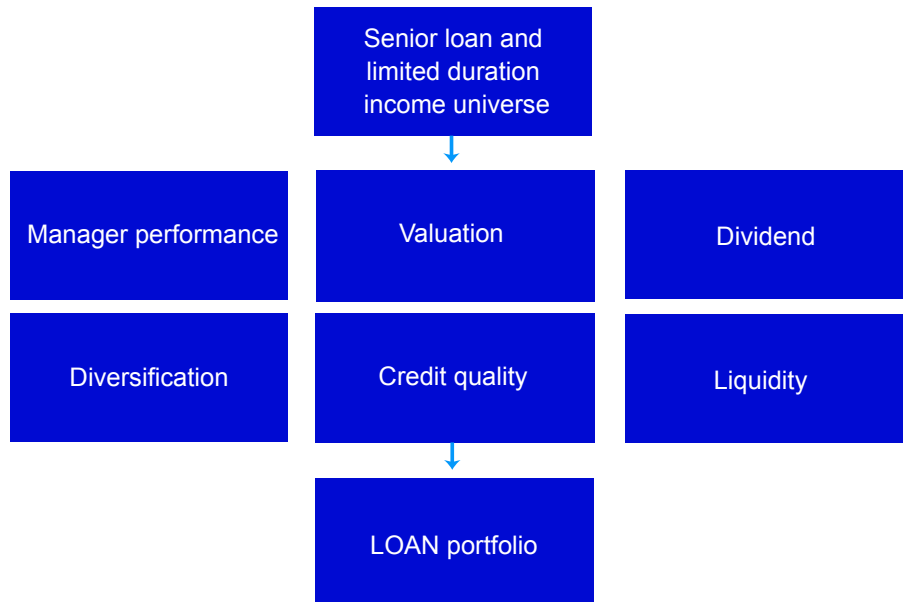 Senior loan and
limited duration
income universe
Manager performance
Valuation
Dividend
Diversification
Credit quality
Liquidity
LOAN portfolio